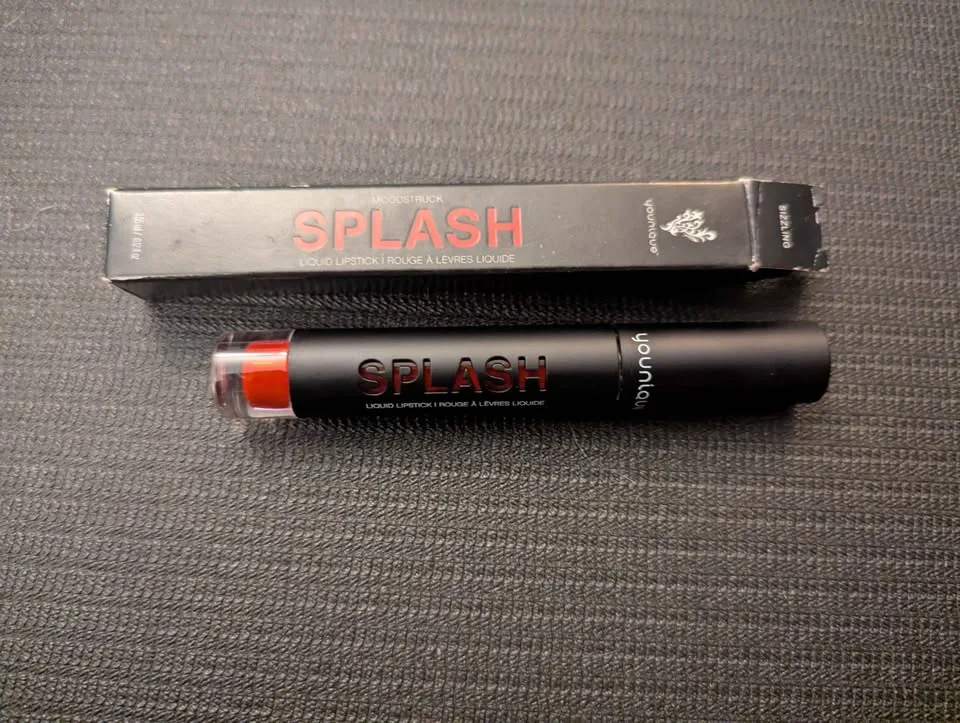 MOODSTRUCK
SPLASH
LIQUID LIPSTICK | ROUGE À LÈVRES LIQUIDE
younique
SIZZLING
SPLASH
LIQUID LIPSTICK | ROUGE À LÈVRES LIQUIDE
younique